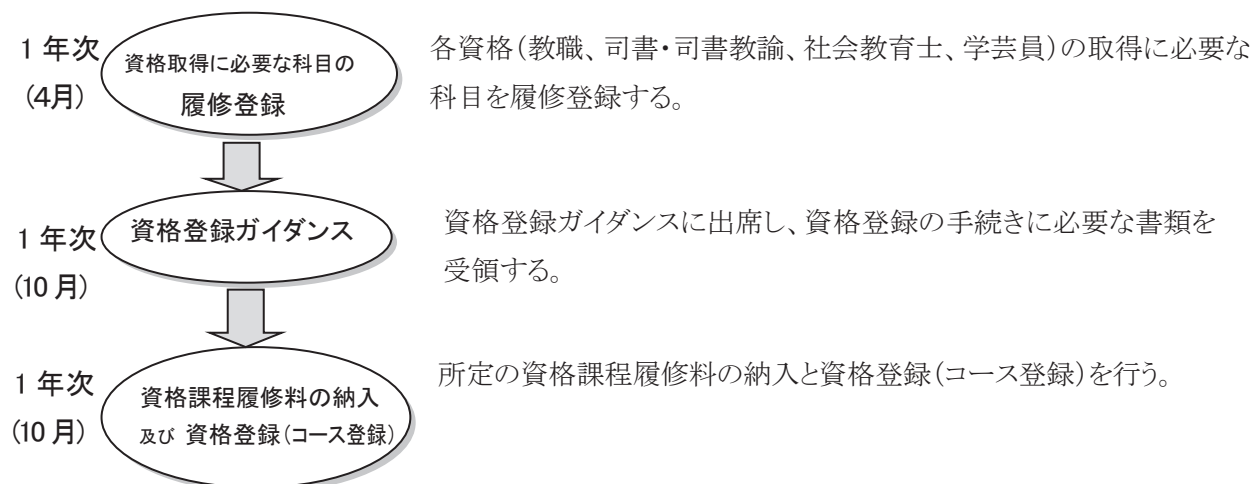 1 年次
(4月)
資格取得に必要な科目の
履修登録
各資格(教職、司書・司書教諭、社会教育士、学芸員)の取得に必要な
科目を履修登録する。
1 年次
(10 月)
資格登録ガイダンス
資格登録ガイダンスに出席し、資格登録の手続きに必要な書類を
受領する。
1 年次
(10 月)
資格課程履修料の納入
及び 資格登録(コース登録)
所定の資格課程履修料の納入と資格登録(コース登録)を行う。